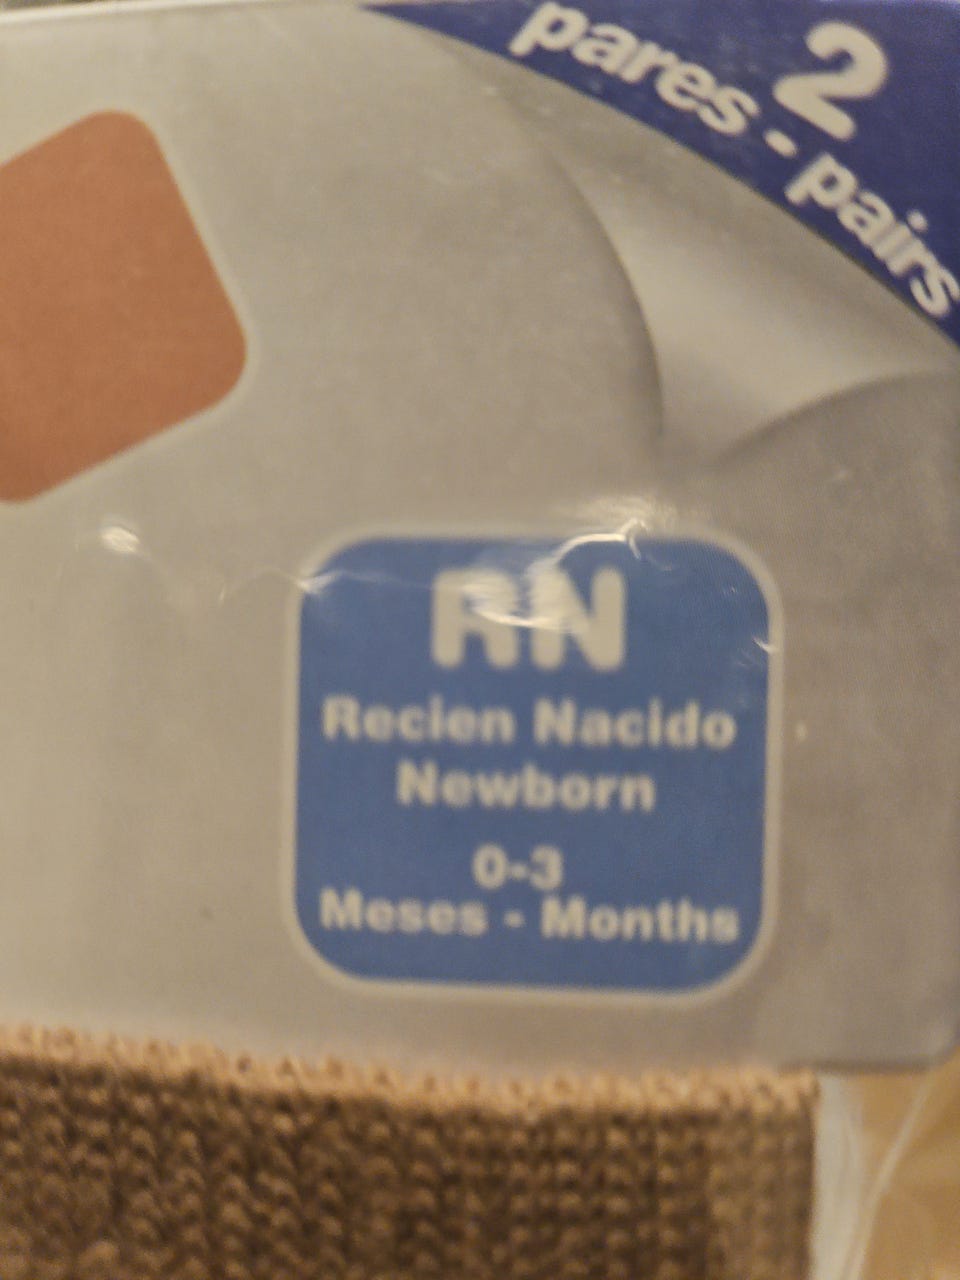 2
pares - pairs
RN
Recien Nacido
Newborn
0-3
Meses - Months